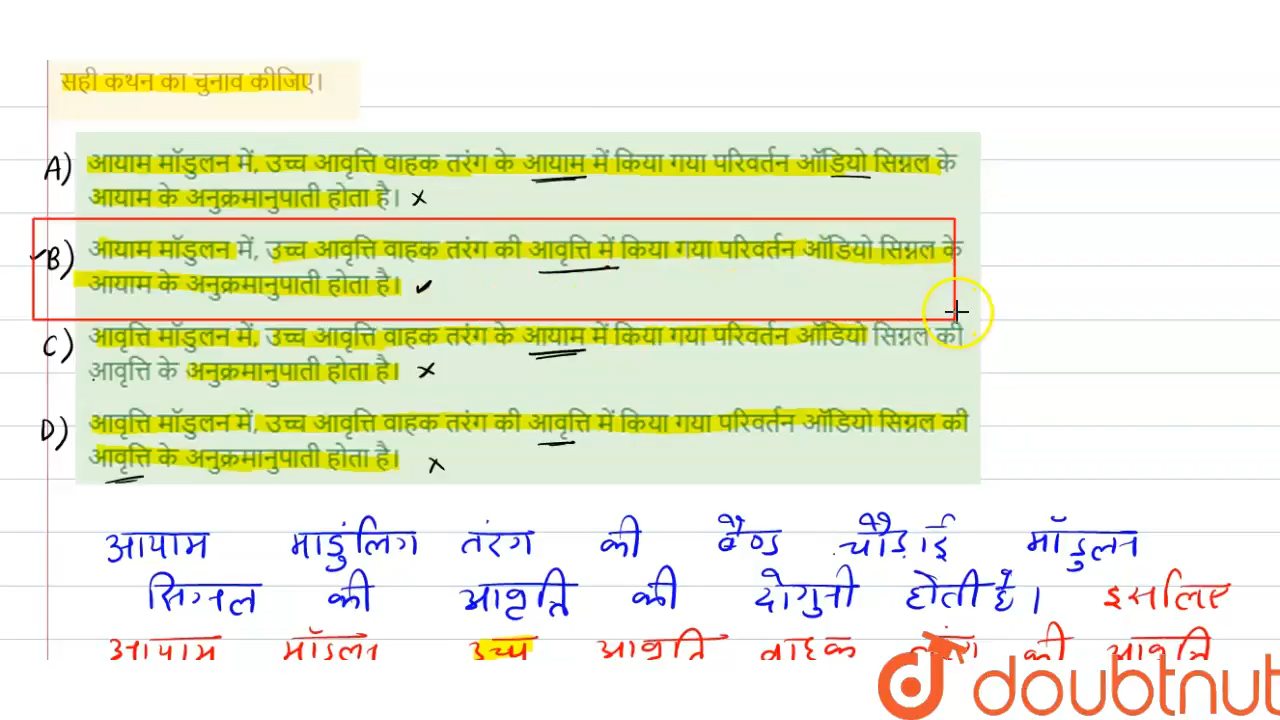 सही कथन का चुनाव कीजिए।
A) आयाम मॉडुलन में, उच्च आवृत्ति वाहक तरंग के आयाम में किया गया परिवर्तन ऑडियो सिग्नल के
आयाम के अनुक्रमानुपाती होता है। ×
✓B) आयाम मॉडुलन में, उच्च आवृत्ति वाहक तरंग की आवृत्ति में किया गया परिवर्तन ऑडियो सिग्नल के
आयाम के अनुक्रमानुपाती होता है। ✓
C) आवृत्ति मॉडुलन में, उच्च आवृत्ति वाहक तरंग के आयाम में किया गया परिवर्तन ऑडियो सिग्नल की
आवृत्ति के अनुक्रमानुपाती होता है। ×
D) आवृत्ति मॉडुलन में, उच्च आवृत्ति वाहक तरंग की आवृत्ति में किया गया परिवर्तन ऑडियो सिग्नल की
आवृत्ति के अनुक्रमानुपाती होता है। ×
आयाम माडुंलिग तरंग की बैण्ड चौड़ाई मॉडुलन
सिग्नल की आवृति की दोगुनी होती है। इसलिए
आयाम मॉडलन उच्च आवृति वाहक तरंग की आवृति
doubtnut